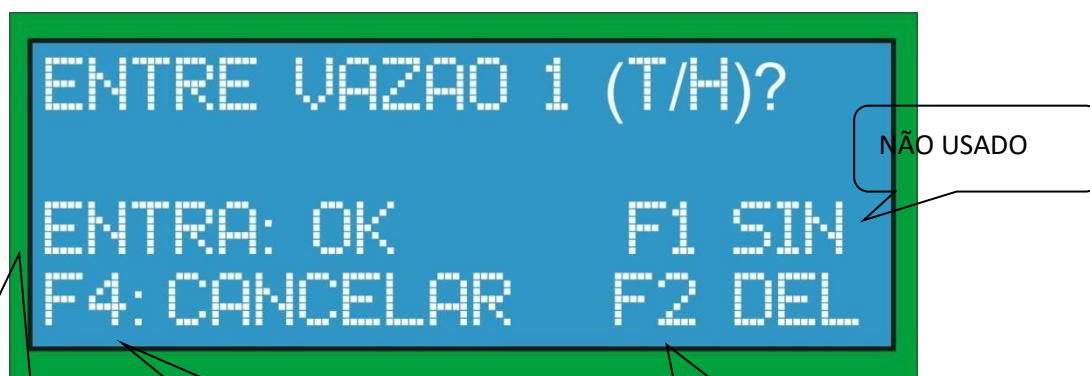 ENTRE VAZAO 1 (T/H)?
NÃO USADO
ENTRA: OK F1 SIN
F4: CANCELAR F2 DEL